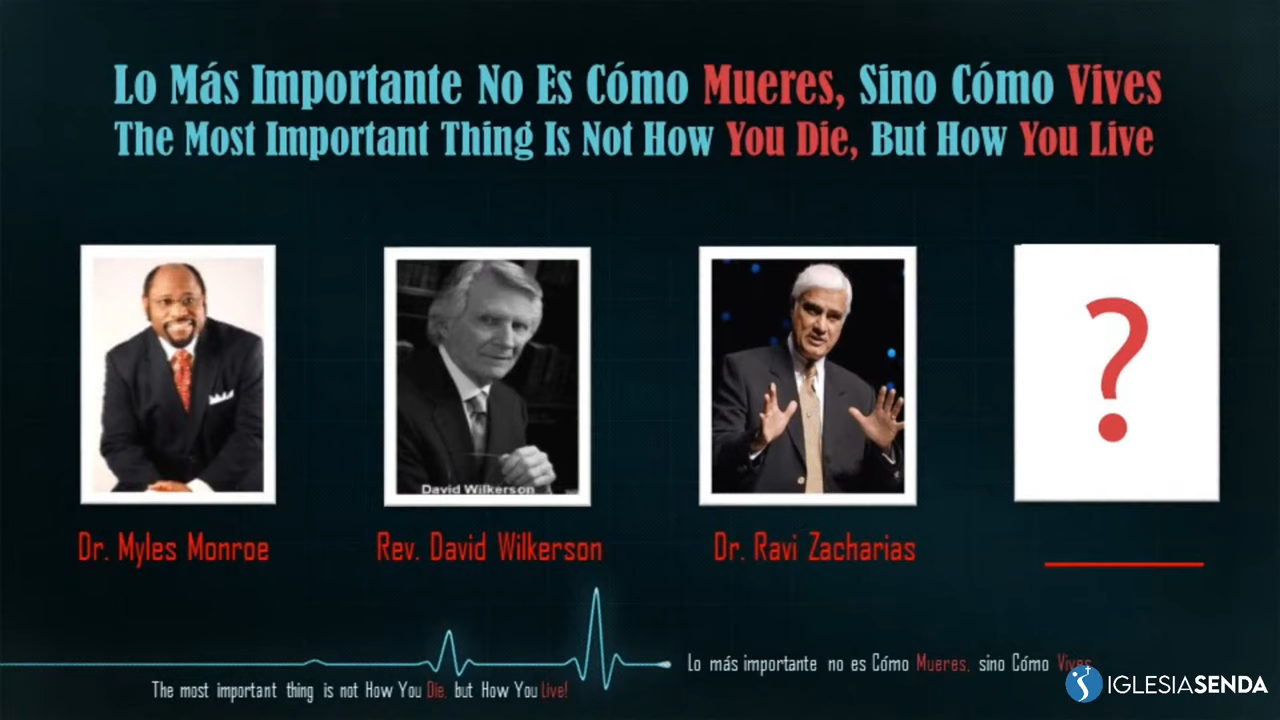 Lo Más Importante No Es Cómo Mueres, Sino Cómo Vives
The Most Important Thing Is Not How You Die, But How You Live
?
David Wilkerson
Dr. Myles Monroe
Rev. David Wilkerson
Dr. Ravi Zacharias
Lo más importante no es Cómo Mueres, sino Cómo Vives
The most important thing is not How You Die, but How You Live!
IGLESIASENDA